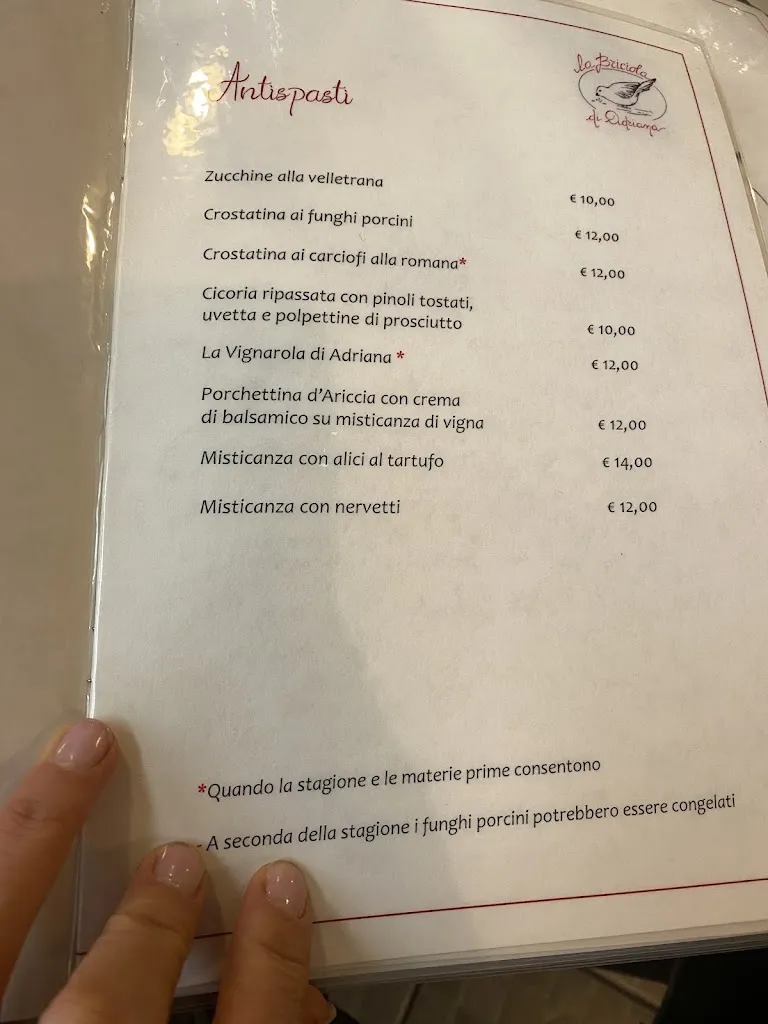 Antispasti
la Briciola
di Adriana
Zucchine alla velletrana € 10,00
Crostatina ai funghi porcini € 12,00
Crostatina ai carciofi alla romana* € 12,00
Cicoria ripassata con pinoli tostati,
uvetta e polpettine di prosciutto € 10,00
La Vignarola di Adriana * € 12,00
Porchettina d'Ariccia con crema
di balsamico su misticanza di vigna € 12,00
Misticanza con alici al tartufo € 14,00
Misticanza con nervetti € 12,00
*Quando la stagione e le materie prime consentono
- A seconda della stagione i funghi porcini potrebbero essere congelati